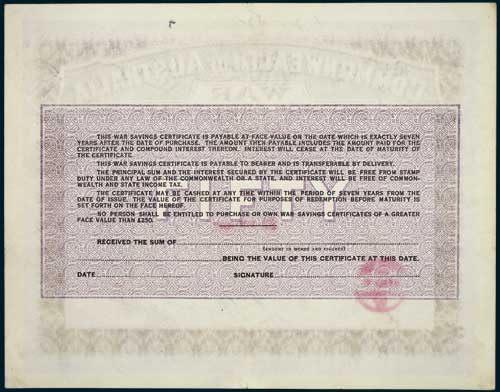 THIS WAR SAVINGS CERTIFICATE IS PAYABLE AT FACE VALUE ON THE DATE WHICH IS EXACTLY SEVEN
YEARS AFTER THE DATE OF PURCHASE. THE AMOUNT THEN PAYABLE INCLUDES THE AMOUNT PAID FOR THE
CERTIFICATE AND COMPOUND INTEREST THEREON. INTEREST WILL CEASE AT THE DATE OF MATURITY OF
THE CERTIFICATE.
THIS WAR SAVINGS CERTIFICATE IS PAYABLE TO BEARER AND IS TRANSFERABLE BY DELIVERY.
THE PRINCIPAL SUM AND THE INTEREST SECURED BY THE CERTIFICATE WILL BE FREE FROM STAMP
DUTY UNDER ANY LAW OF THE COMMONWEALTH OR A STATE, AND INTEREST WILL BE FREE OF COMMON-
WEALTH AND STATE INCOME TAX.
THE CERTIFICATE MAY BE CASHED AT ANY TIME WITHIN THE PERIOD OF SEVEN YEARS FROM THE
DATE OF ISSUE. THE VALUE OF THE CERTIFICATE FOR PURPOSES OF REDEMPTION BEFORE MATURITY IS
SET FORTH ON THE FACE HEREOF.
NO PERSON SHALL BE ENTITLED TO PURCHASE OR OWN WAR SAVINGS CERTIFICATES OF A GREATER
FACE VALUE THAN £250.
RECEIVED THE SUM OF
(AMOUNT IN WORDS AND FIGURES)
BEING THE VALUE OF THIS CERTIFICATE AT THIS DATE.
DATE SIGNATURE